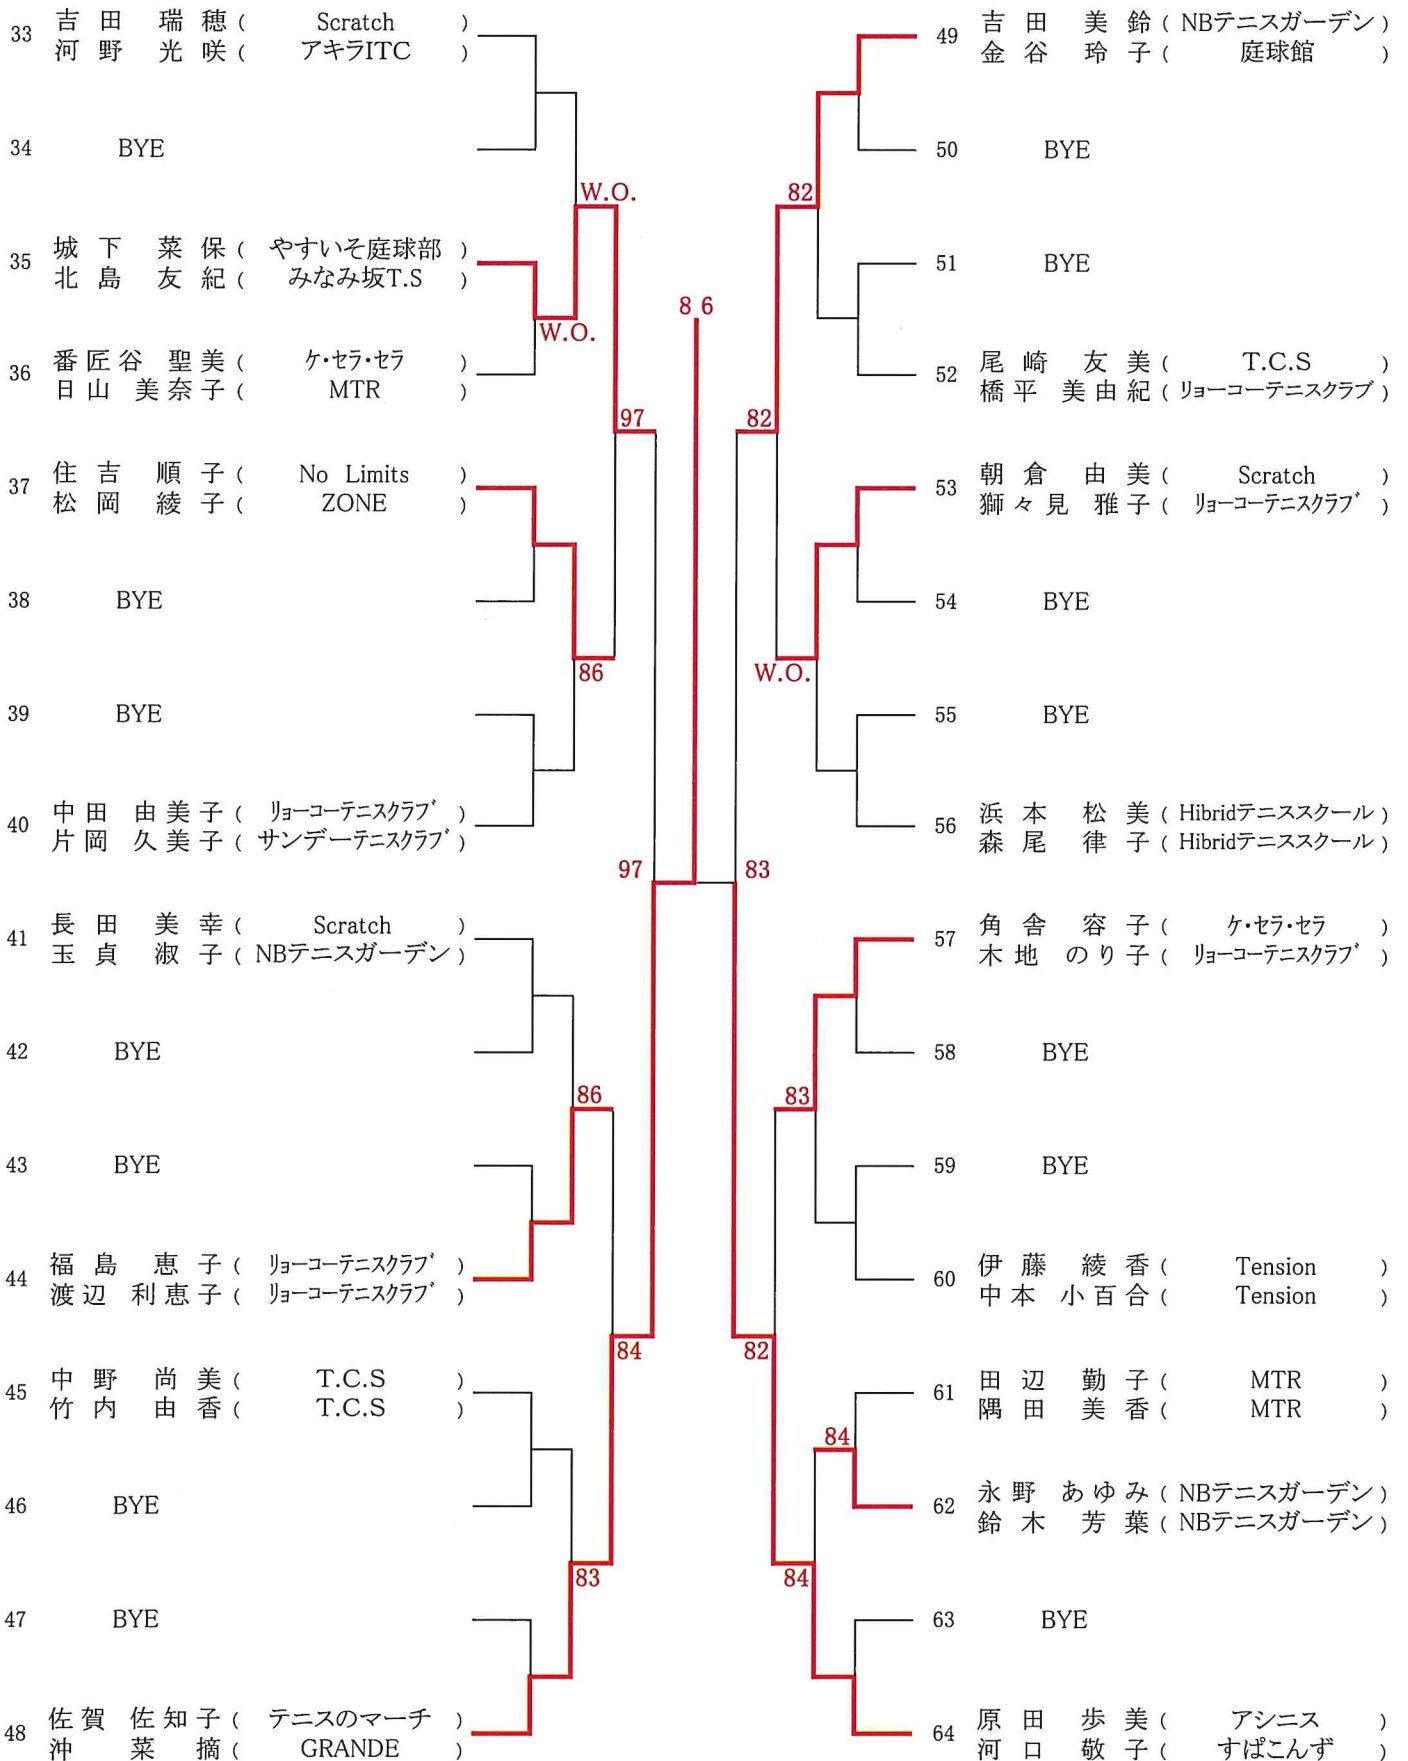 33 吉田 瑞穂 ( Scratch )
河野 光咲 ( アキラITC )
34 BYE
W.O.
35 城下 菜保 ( やすいそ庭球部 )
北島 友紀 ( みなみ坂T.S )
W.O.
36 番匠谷 聖美 ( ケ・セラ・セラ )
日山 美奈子 ( MTR )
97
37 住吉 順子 ( No Limits )
松岡 綾子 ( ZONE )
38 BYE
86
39 BYE
40 中田 由美子 ( リョーコーテニスクラブ )
片岡 久美子 ( サンデーテニスクラブ )
97
41 長田 美幸 ( Scratch )
玉貞 淑子 ( NBテニスガーデン )
42 BYE
86
43 BYE
44 福島 恵子 ( リョーコーテニスクラブ )
渡辺 利恵子 ( リョーコーテニスクラブ )
84
45 中野 尚美 ( T.C.S )
竹内 由香 ( T.C.S )
46 BYE
83
47 BYE
48 佐賀 佐知子 ( テニスのマーチ )
沖 菜摘 ( GRANDE )
8 6
49 吉田 美鈴 ( NBテニスガーデン )
金谷 玲子 ( 庭球館 )
50 BYE
82
51 BYE
52 尾崎 友美 ( T.C.S )
橋平 美由紀 ( リョーコーテニスクラブ )
82
53 朝倉 由美 ( Scratch )
獅々見 雅子 ( リョーコーテニスクラブ )
54 BYE
W.O.
55 BYE
56 浜本 松美 ( Hibridテニススクール )
森尾 律子 ( Hibridテニススクール )
83
57 角舎 容子 ( ケ・セラ・セラ )
木地 のり子 ( リョーコーテニスクラブ )
58 BYE
83
59 BYE
60 伊藤 綾香 ( Tension )
中本 小百合 ( Tension )
82
61 田辺 勤子 ( MTR )
隅田 美香 ( MTR )
84
62 永野 あゆみ ( NBテニスガーデン )
鈴木 芳葉 ( NBテニスガーデン )
84
63 BYE
64 原田 歩美 ( アシニス )
河口 敬子 ( すぱこんず )